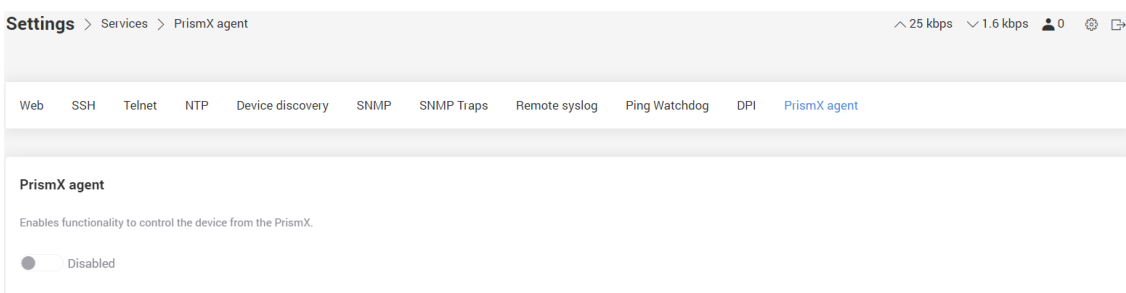 Settings > Services > PrismX agent 25 kbps 1.6 kbps 0
Web SSH Telnet NTP Device discovery SNMP SNMP Traps Remote syslog Ping Watchdog DPI PrismX agent
PrismX agent
Enables functionality to control the device from the PrismX.
Disabled